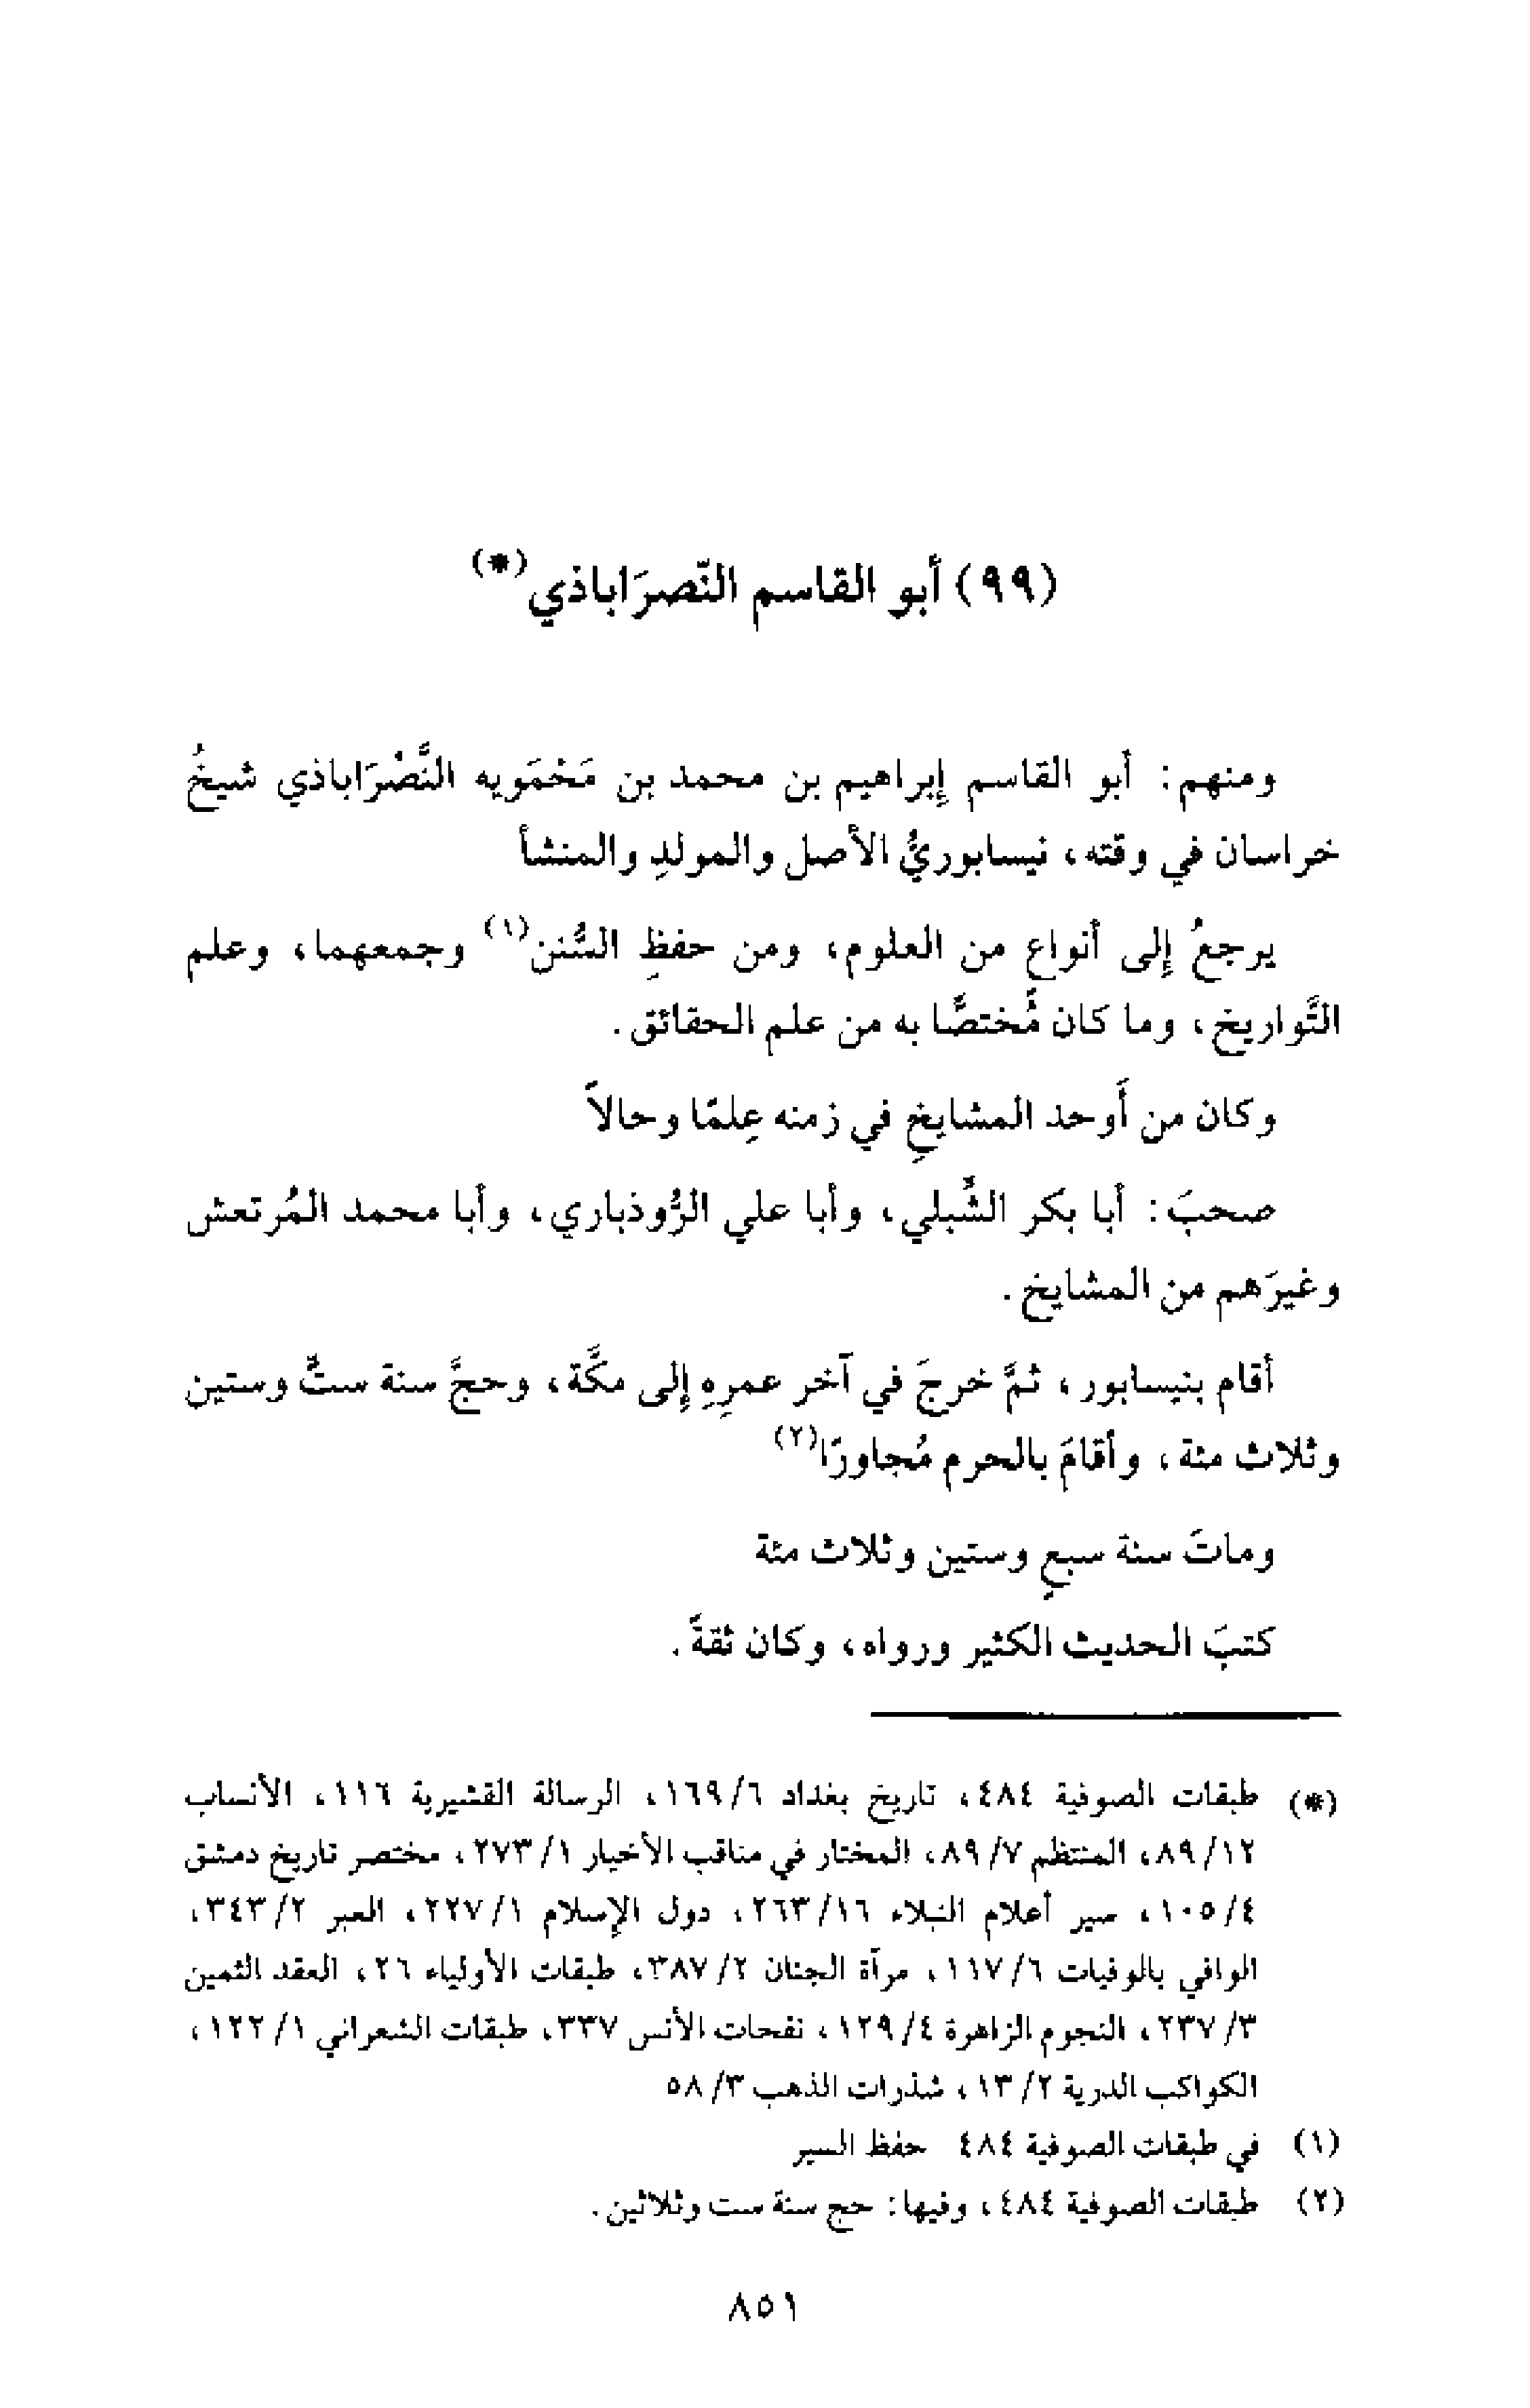 (٩٩) أبو القاسم النّصرَاباذي(*)
ومنهم: أبو القاسم إبراهيم بن محمد بن مَحْمَويه النَّصْرَاباذي شيخُ
خراسان في وقته، نيسابوريُّ الأصل والمولدِ والمنشأ
يرجعُ إلى أنواعٍ من العلوم، ومن حفظِ السُّنن(١) وجمعهما، وعلم
التَّواريخ، وما كان مُختصًّا به من علم الحقائق.
وكان من أَوحد المشايخِ في زمنه عِلمًا وحالاً
صحبَ: أبا بكر الشِّبلي، وأبا علي الرُّوذباري، وأبا محمد المُرتعش
وغيرَهم من المشايخ.
أقام بنيسابور، ثمَّ خرجَ في آخر عمرِهِ إلى مكَّة، وحجَّ سنة ستٍّ وستين
وثلاث مئة، وأقامَ بالحرم مُجاورًا(٢)
وماتَ سنة سبعٍ وستين وثلاث مئة
كتبَ الحديث الكثير ورواه، وكان ثقةً.
(*) طبقات الصوفية ٤٨٤، تاريخ بغداد ٦/١٦٩، الرسالة القشيرية ١١٦، الأنساب
١٢/٨٩، المنتظم ٧/٨٩، المختار في مناقب الأخيار ١/٢٧٣، مختصر تاريخ دمشق
٤/١٠٥، سير أعلام النبلاء ١٦/٢٦٣، دول الإسلام ١/٢٢٧، العبر ٢/٣٤٣،
الوافي بالوفيات ٦/١١٧، مرآة الجنان ٢/٣٨٧، طبقات الأولياء ٢٦، العقد الثمين
٣/٢٣٧، النجوم الزاهرة ٤/١٢٩، نفحات الأنس ٣٣٧، طبقات الشعراني ١/١٢٢،
الكواكب الدرية ٢/١٣، شذرات الذهب ٣/٥٨
(١) في طبقات الصوفية ٤٨٤ حفظ السير
(٢) طبقات الصوفية ٤٨٤، وفيها: حج سنة ست وثلاثين.
٨٥١